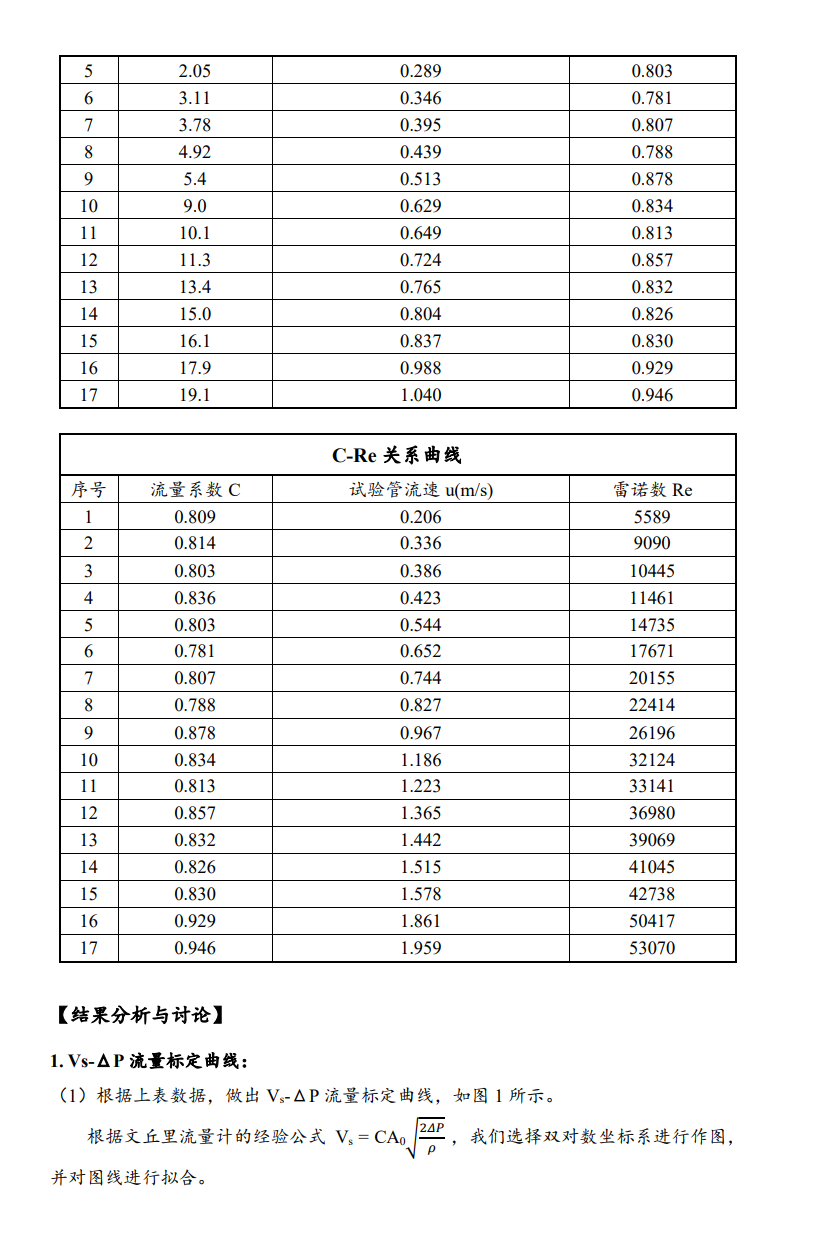 5 2.05 0.289 0.803
6 3.11 0.346 0.781
7 3.78 0.395 0.807
8 4.92 0.439 0.788
9 5.4 0.513 0.878
10 9.0 0.629 0.834
11 10.1 0.649 0.813
12 11.3 0.724 0.857
13 13.4 0.765 0.832
14 15.0 0.804 0.826
15 16.1 0.837 0.830
16 17.9 0.988 0.929
17 19.1 1.040 0.946
C-Re 关系曲线
序号 流量系数 C 试验管流速 u(m/s) 雷诺数 Re
1 0.809 0.206 5589
2 0.814 0.336 9090
3 0.803 0.386 10445
4 0.836 0.423 11461
5 0.803 0.544 14735
6 0.781 0.652 17671
7 0.807 0.744 20155
8 0.788 0.827 22414
9 0.878 0.967 26196
10 0.834 1.186 32124
11 0.813 1.223 33141
12 0.857 1.365 36980
13 0.832 1.442 39069
14 0.826 1.515 41045
15 0.830 1.578 42738
16 0.929 1.861 50417
17 0.946 1.959 53070
【结果分析与讨论】
1. Vs-ΔP 流量标定曲线：
（1）根据上表数据，做出 Vₛ-ΔP 流量标定曲线，如图 1 所示。
根据文丘里流量计的经验公式 Vₛ = CA₀√(2ΔP/ρ)，我们选择双对数坐标系进行作图，
并对图线进行拟合。